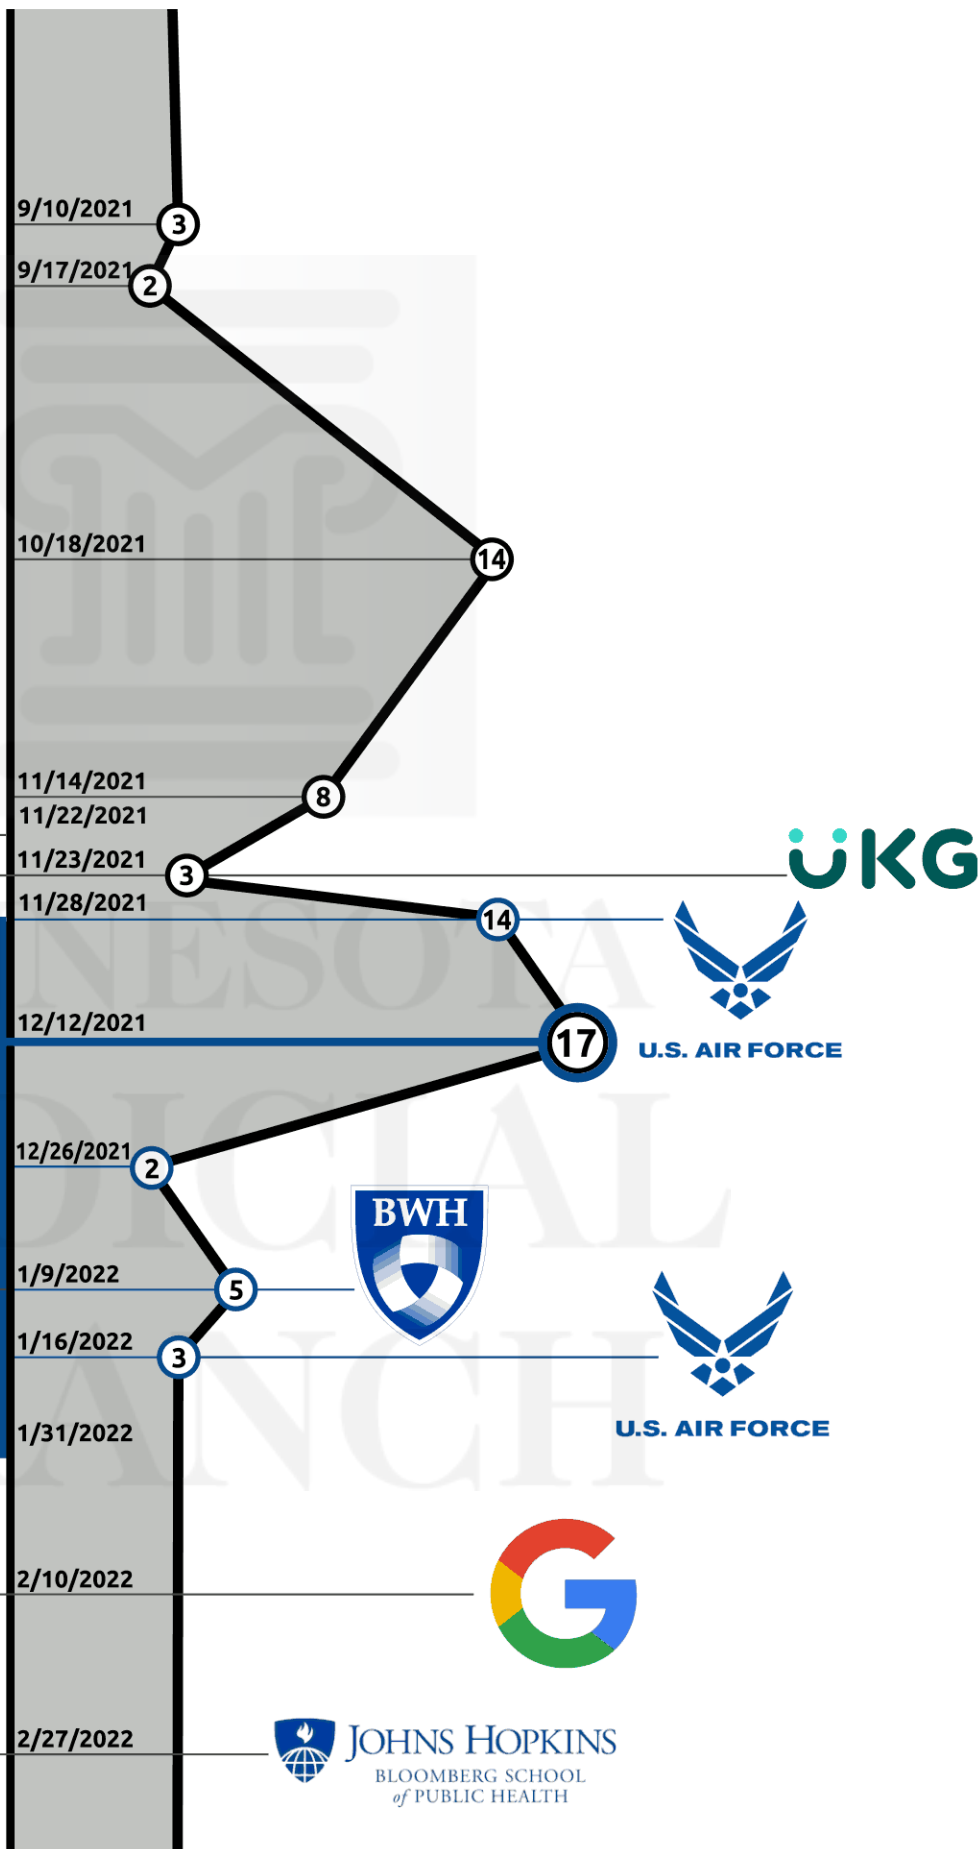 9/10/2021
3
9/17/2021
2
10/18/2021
14
11/14/2021
8
11/22/2021
11/23/2021
3
UKG
11/28/2021
14
NESOTA
12/12/2021
17
U.S. AIR FORCE
DICIAL
12/26/2021
2
BWH
1/9/2022
5
1/16/2022
3
ANCH
1/31/2022
U.S. AIR FORCE
2/10/2022
G
2/27/2022
JOHNS HOPKINS
BLOOMBERG SCHOOL
of PUBLIC HEALTH